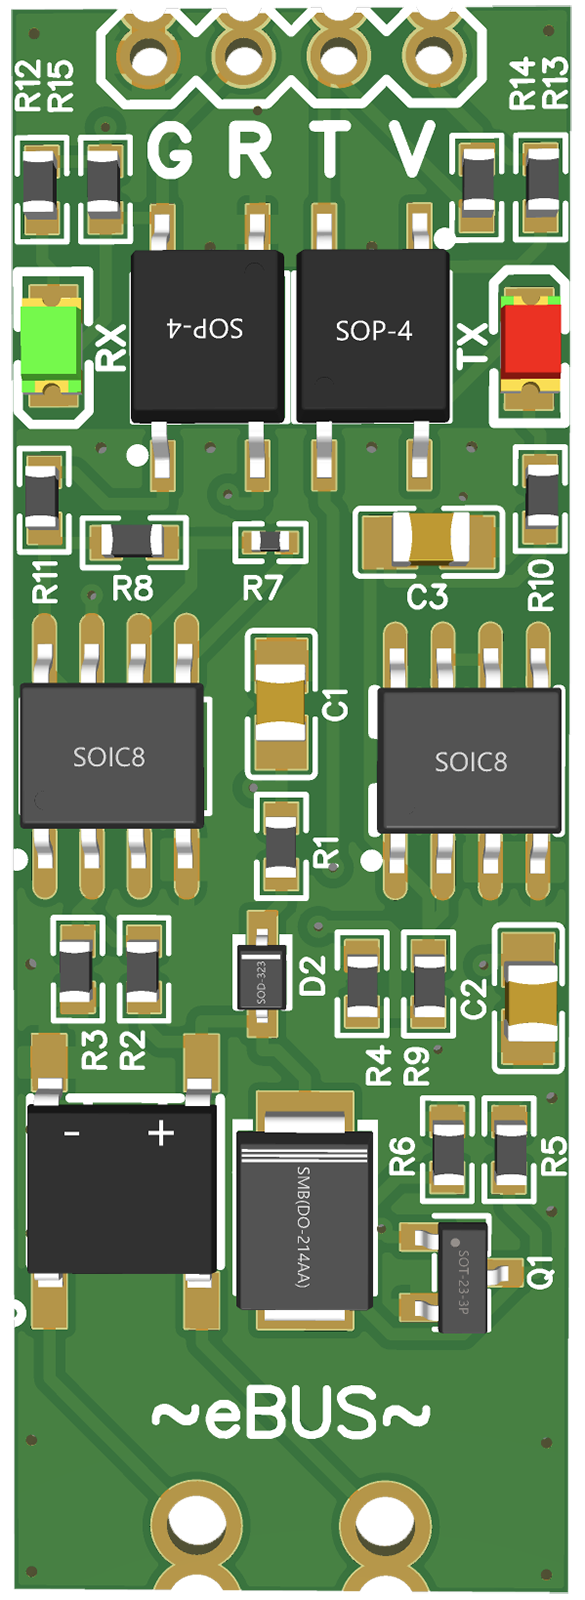 R12
R15
R14
R13
G R T V
SOP-4
SOP-4
RX
TX
R11
R8
R7
C3
R10
SOIC8
C1
SOIC8
R1
R3
R2
SOD-323
D2
R4
R9
C2
- +
SMB(DO-214AA)
R6
R5
SOT-23-3P
Q1
~eBUS~